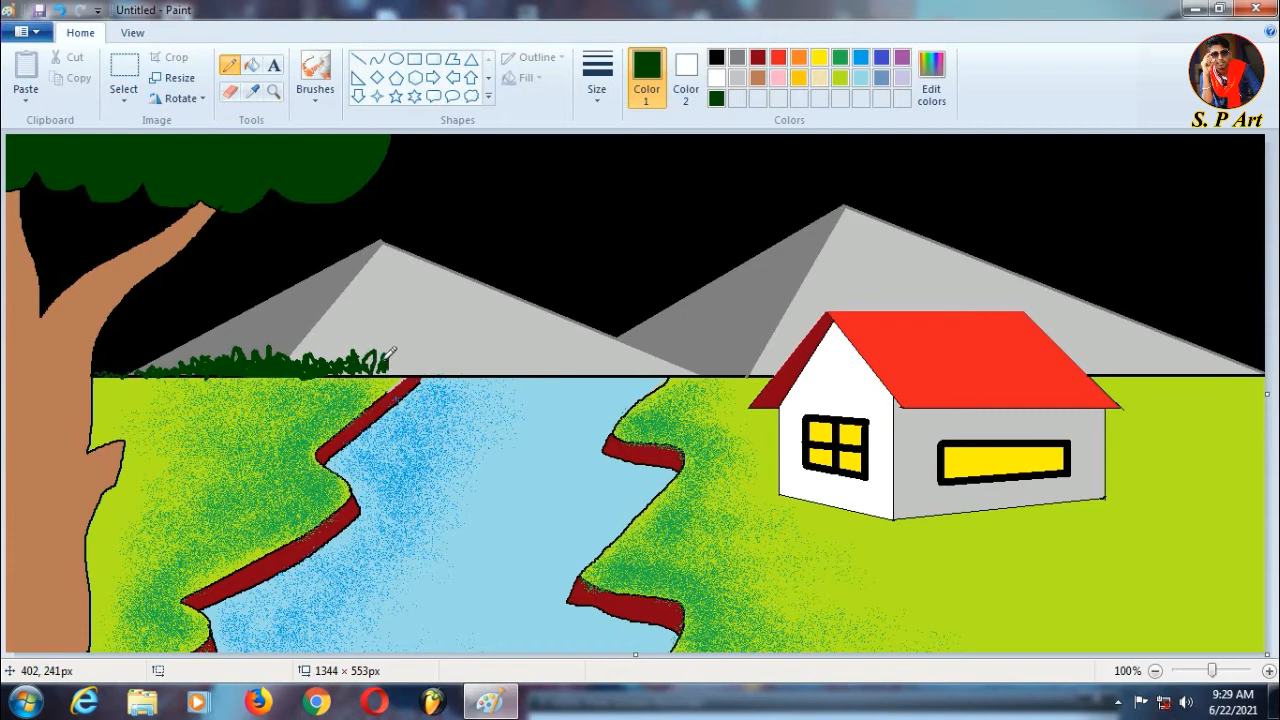 Untitled - Paint
Home
View
Paste
Cut
Copy
Clipboard
Select
Crop
Resize
Rotate
Image
A
Tools
Brushes
Outline
Fill
Shapes
Size
Color
1
Color
2
Edit
colors
Colors
S. P Art
402, 241px
1344 × 553px
100%
9:29 AM
6/22/2021